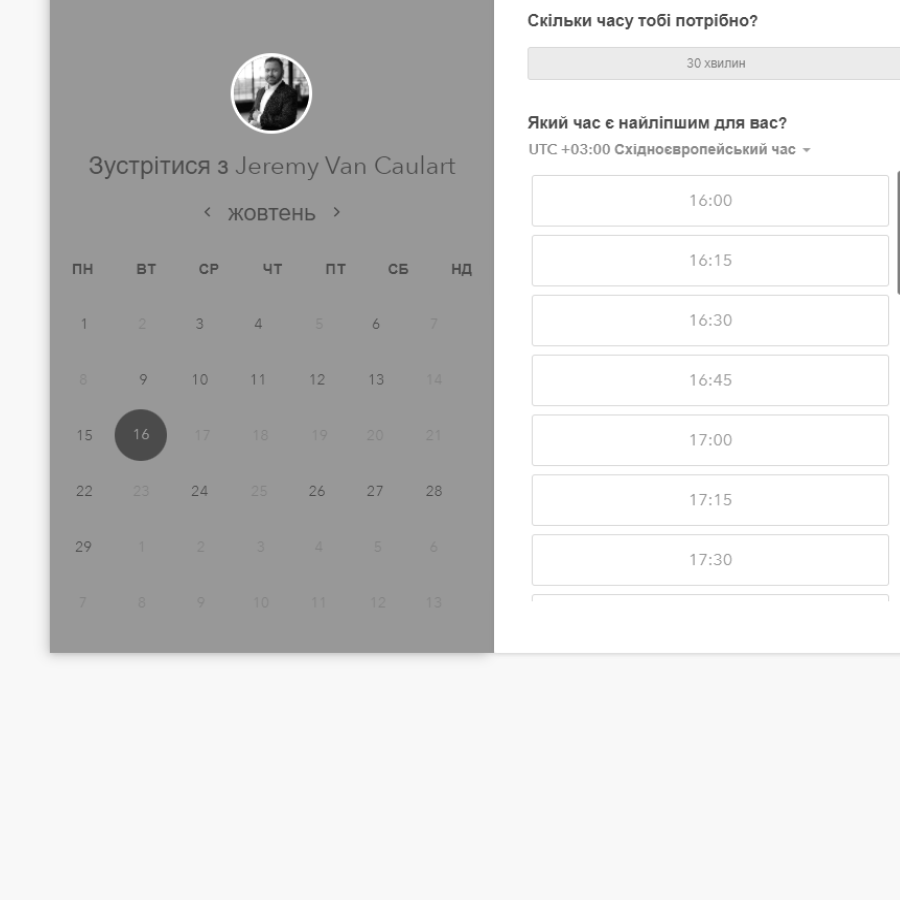 Зустрітися з Jeremy Van Caulart
жовтень
ПН ВТ СР ЧТ ПТ СБ НД
1 2 3 4 5 6 7
8 9 10 11 12 13 14
15 16 17 18 19 20 21
22 23 24 25 26 27 28
29 1 2 3 4 5 6
7 8 9 10 11 12 13
Скільки часу тобі потрібно?
30 хвилин
Який час є найліпшим для вас?
UTC +03:00 Східноєвропейський час
16:00
16:15
16:30
16:45
17:00
17:15
17:30